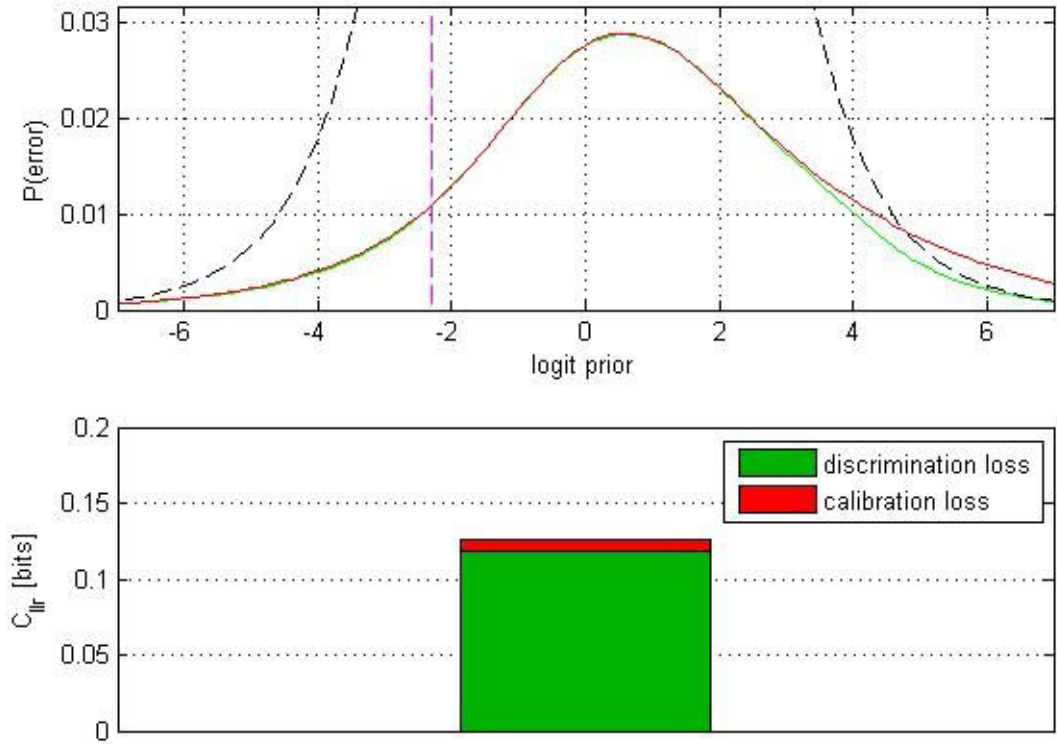 0.03
0.02
0.01
0
P(error)
-6 -4 -2 0 2 4 6
logit prior
0.2
0.15
0.1
0.05
0
C_llr [bits]
discrimination loss
calibration loss